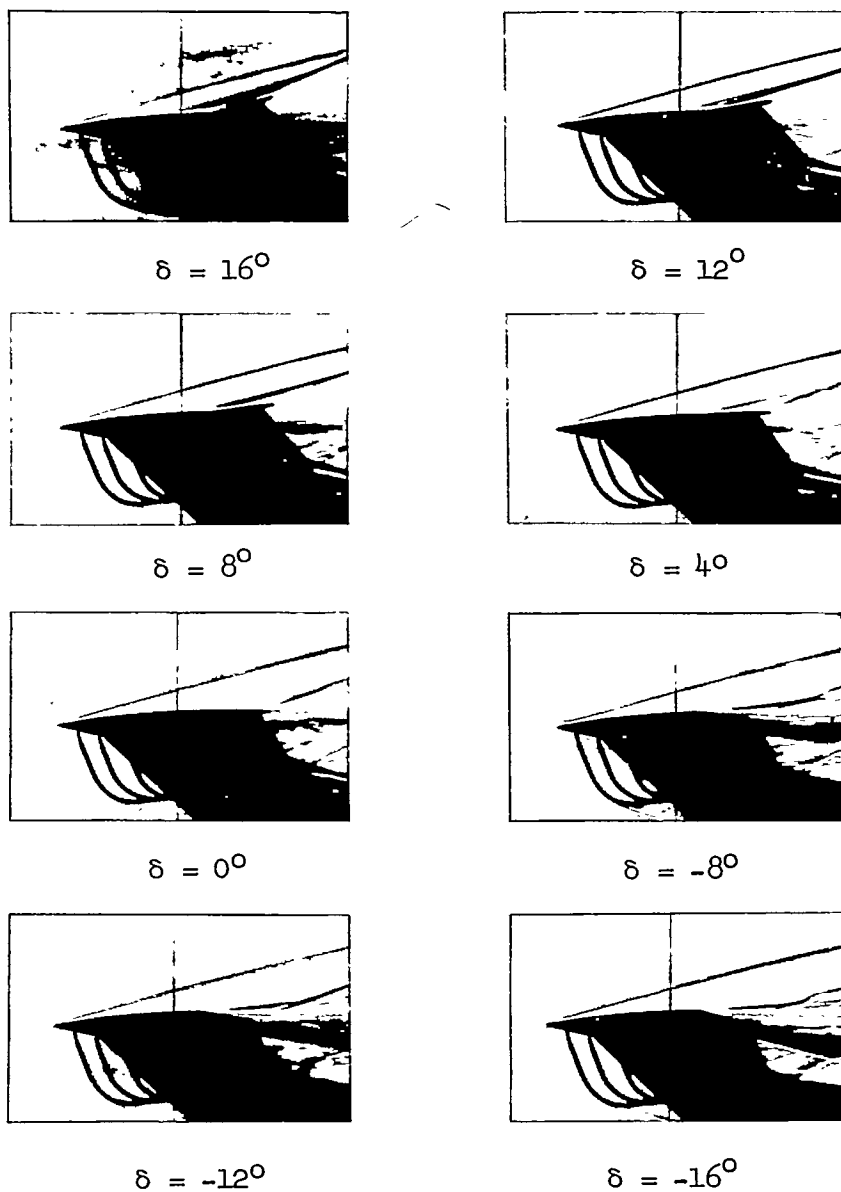 δ = 16°
δ = 12°
δ = 8°
δ = 4°
δ = 0°
δ = -8°
δ = -12°
δ = -16°